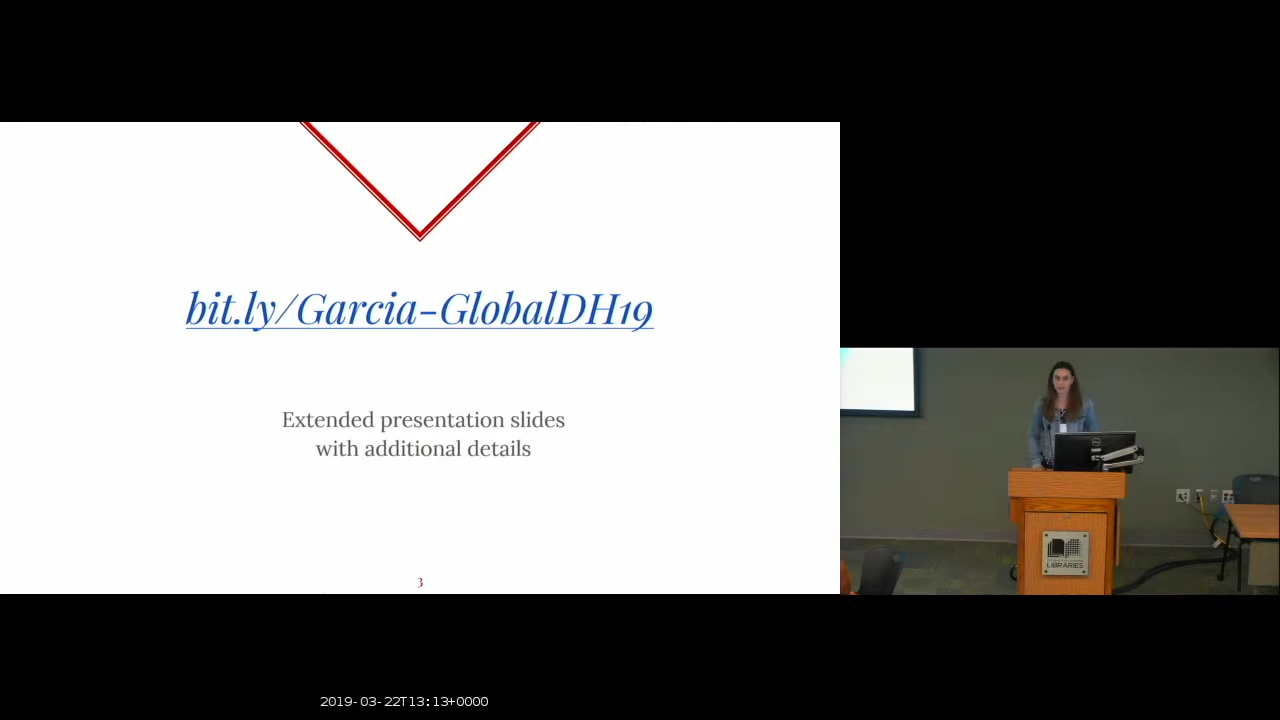 bit.ly/Garcia-GlobalDH19
Extended presentation slides
with additional details
3
LIBRARIES
2019-03-22T13:13+0000